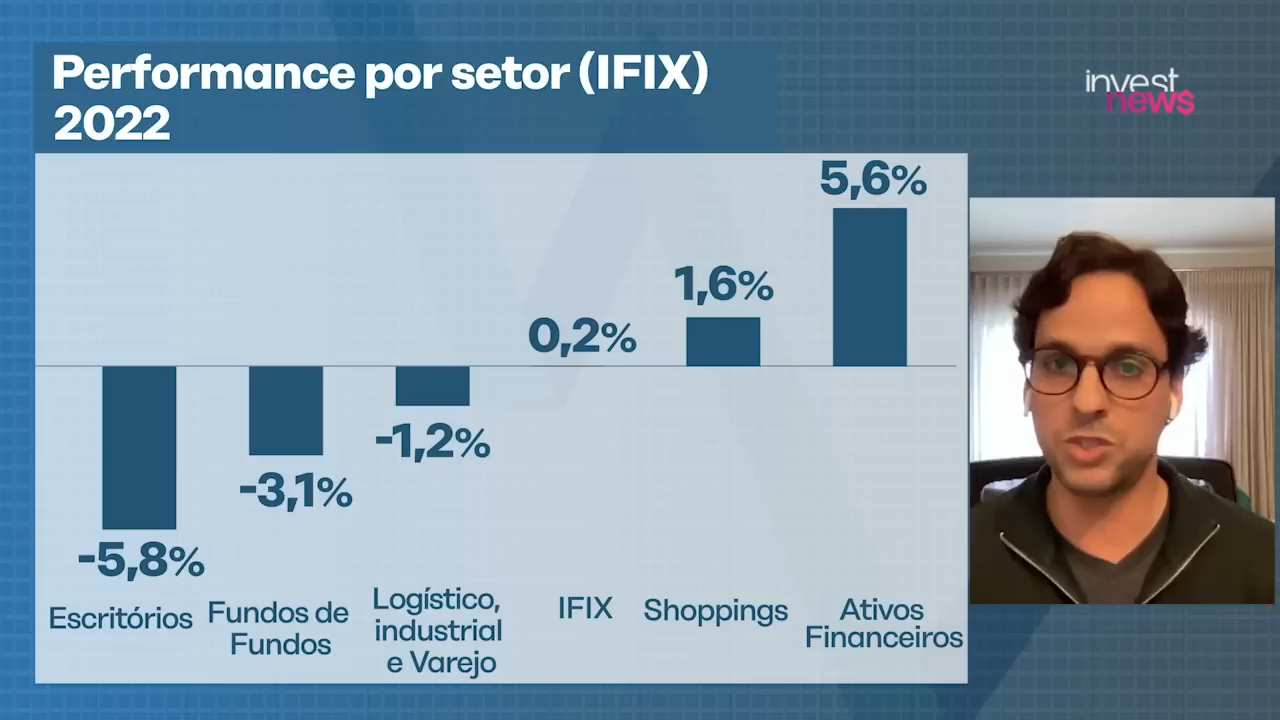 Performance por setor (IFIX)
2022
invest
new$
5,6%
1,6%
0,2%
-1,2%
-3,1%
-5,8%
Escritórios
Fundos de
Fundos
Logístico,
industrial
e Varejo
IFIX
Shoppings
Ativos
Financeiros